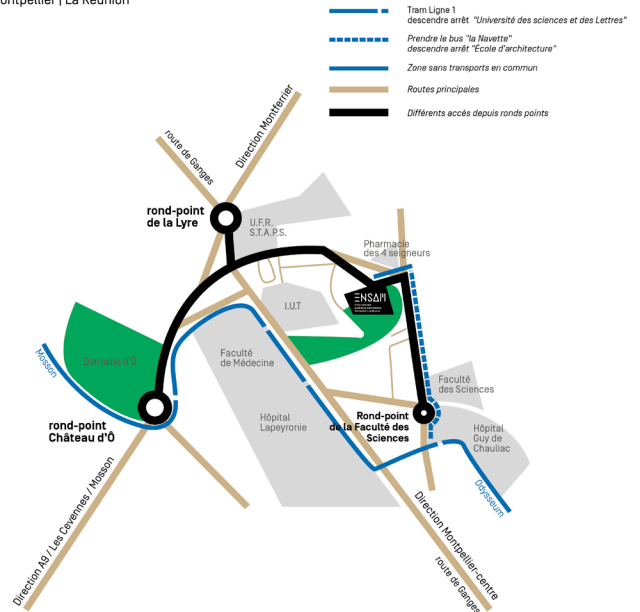 ontpellier | La Réunion
Tram Ligne 1
descendre arrêt "Université des sciences et des Lettres"
Prendre le bus "la Navette"
descendre arrêt "École d'architecture"
Zone sans transports en commun
Routes principales
Différents accès depuis ronds points
route de Ganges
Direction Montferrier
rond-point
de la Lyre
U.F.R.
S.T.A.P.S.
Pharmacie
des 4 seigneurs
ENSAM
I.U.T
Mosson
Domaine d'Ô
Faculté
de Médecine
Faculté
des Sciences
rond-point
Château d'Ô
Hôpital
Lapeyronie
Rond-point
de la Faculté des
Sciences
Hôpital
Guy de
Chauliac
Odysseum
Direction A9 / Les Cevennes / Mosson
Direction Montpellier-centre
route de Ganges